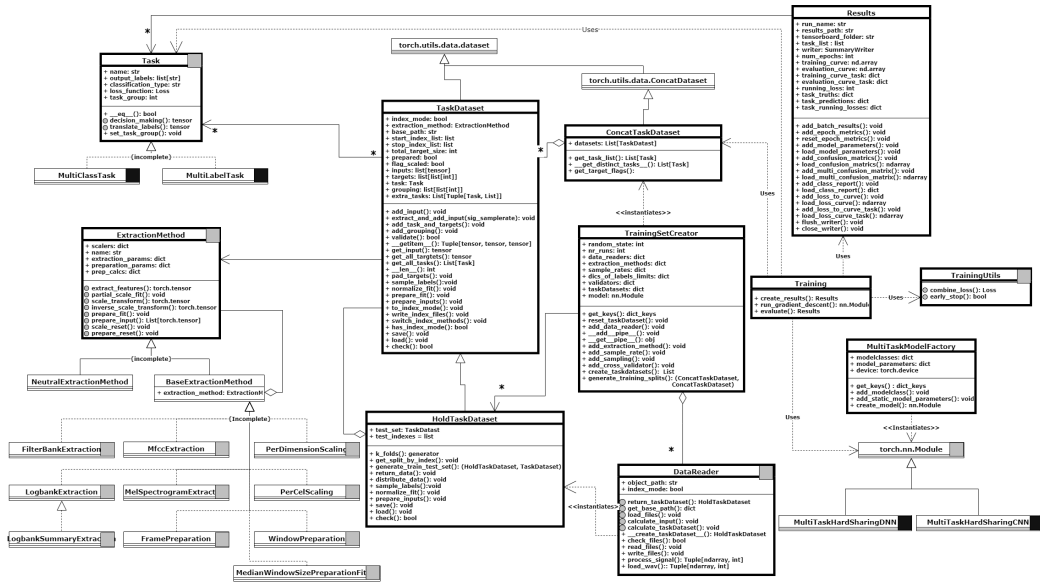 Results
+ run_name: str
+ results_path: str
+ tensorboard_folder: str
+ task_list : list
+ writer: SummaryWriter
+ num_epochs: int
+ training_curve: nd.array
+ evaluation_curve: nd.array
+ training_curve_task: dict
+ evaluation_curve_task: dict
+ running_loss: int
+ task_truths: dict
+ task_predictions: dict
+ task_running_losses: dict
+ add_batch_results(): void
+ add_epoch_metrics(): void
+ reset_epoch_metrics(): void
+ add_model_parameters(): void
+ load_model_parameters(): void
+ add_confusion_matrics(): void
+ load_confusion_matrics(): ndarray
+ add_multi_confusion_matrix(): void
+ load_multi_confusion_matrix(): ndarray
+ add_class_report(): void
+ load_class_report(): dict
+ add_loss_to_curve(): void
+ load_loss_curve(): ndarray
+ add_loss_to_curve_task(): void
+ load_loss_curve_task(): ndarray
+ flush_writer(): void
+ close_writer(): void
Uses
*
*
Task
+ name: str
+ output_labels: list[str]
+ classification_type: str
+ loss_function: Loss
+ task_group: int
+ __eq__(): bool
decision_making(): tensor
translate_labels(): tensor
+ set_task_group(): void
{incomplete}
MultiClassTask
MultiLabelTask
torch.utils.data.dataset
torch.utils.data.ConcatDataset
TaskDataset
+ index_mode: bool
+ extraction_method: ExtractionMethod
+ base_path: str
+ start_index_list: list
+ stop_index_list: list
+ total_target_size: int
+ prepared: bool
+ flag_scaled: bool
+ inputs: list[tensor]
+ targets: list[list[int]]
+ task: Task
+ grouping: list[list[int]]
+ extra_tasks: List[Tuple[Task, List]]
+ add_input(): void
+ extract_and_add_input(sig_samplerate): void
+ add_task_and_targets(): void
+ add_grouping(): void
+ validate(): bool
+ __getitem__(): Tuple[tensor, tensor, tensor]
+ get_input(): tensor
+ get_all_targtets(): tensor
+ get_all_tasks(): List[Task]
+ __len__(): int
+ pad_targets(): void
+ sample_labels():void
+ normalize_fit(): void
+ prepare_fit(): void
+ prepare_inputs(): void
+ to_index_mode(): void
+ write_index_files(): void
+ switch_index_methods(): void
+ has_index_mode(): bool
+ save(): void
+ load(): void
+ check(): bool
*
*
ConcatTaskDataset
+ datasets: List[TaskDatast]
+ get_task_list(): List[Task]
+ __get_distinct_tasks__(): List[Task]
+ get_target_flags():
Uses
<<instantiates>>
TrainingSetCreator
+ random_state: int
+ nr_runs: int
+ data_readers: dict
+ extraction_methods: dict
+ sample_rates: dict
+ dics_of_labels_limits: dict
+ validators: dict
+ taskDatasets: dict
+ model: nn.Module
+ get_keys(): dict_keys
+ reset_taskDataset(): void
+ add_data_reader(): void
+ __add__pipe__(): void
+ __get__pipe__(): obj
+ add_extraction_method(): void
+ add_sample_rate(): void
+ add_sampling(): void
+ add_cross_validator(): void
+ create_taskdatasets(): List
+ generate_training_splits(): (ConcatTaskDataset,
ConcatTaskDataset)
*
*
ExtractionMethod
+ scalers: dict
+ name: str
+ extraction_params: dict
+ preparation_params: dict
+ prep_calcs: dict
extract_features(): torch.tensor
partial_scale_fit(): void
scale_transform(): torch.tensor
inverse_scale_transform(): torch.tensor
prepare_fit(): void
prepare_input(): List[torch.tensor]
scale_reset(): void
prepare_reset(): void
{incomplete}
NeutralExtractionMethod
BaseExtractionMethod
+ extraction_method: ExtractionM
{Incomplete}
FilterBankExtraction
MfccExtraction
PerDimensionScaling
LogbankExtraction
MelSpectrogramExtract
PerCelScaling
LogbankSummaryExtrac
FramePreparation
WindowPreparation
MedianWindowSizePreparationFit
HoldTaskDataset
+ test_set: TaskDatast
+ test_indexes = list
+ k_folds(): generator
+ get_split_by_index(): void
+ generate_train_test_set(): (HoldTaskDataset, TaskDataset)
+ return_data(): void
+ distribute_data(): void
+ sample_labels():void
+ normalize_fit(): void
+ prepare_inputs(): void
+ save(): void
+ load(): void
+ check(): bool
<<instantiates>>
DataReader
+ object_path: str
+ index_mode: bool
return_taskDataset(): HoldTaskDataset
get_base_path(): dict
load_files(): void
calculate_input(): void
calculate_taskDataset(): void
+ __create_taskDataset__(): HoldTaskDataset
+ check_files(): bool
+ read_files(): void
+ write_files(): void
+ process_signal(): Tuple[ndarray, int]
+ load_wav():: Tuple[ndarray, int]
Uses
Training
+ create_results(): Results
+ run_gradient_descent(): nn.Modul
+ evaluate(): Results
Uses
TrainingUtils
combine_loss(): Loss
early_stop(): bool
Uses
MultiTaskModelFactory
+ modelclasses: dict
+ model_parameters: dict
+ device: torch.device
+ get_keys() : dict_keys
+ add_modelclass(): void
+ add_static_model_parameters(): void
+ create_model(): nn.Module
<<Instantiates>>
torch.nn.Module
MultiTaskHardSharingDNN
MultiTaskHardSharingCNN